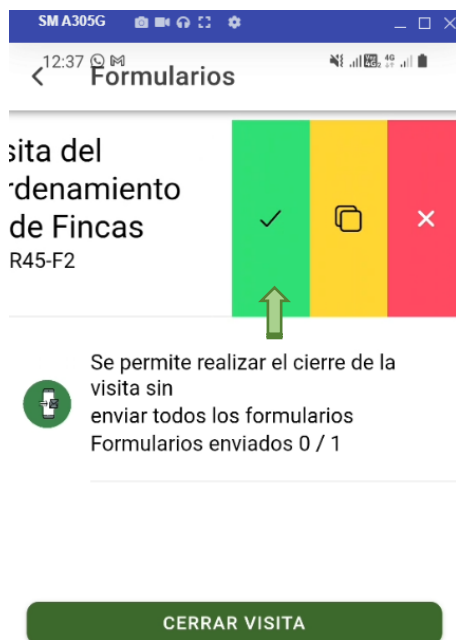 SM A305G
12:37
Formularios
4G
sita del
rdenamiento
de Fincas
R45-F2
Se permite realizar el cierre de la
visita sin
enviar todos los formularios
Formularios enviados 0 / 1
CERRAR VISITA